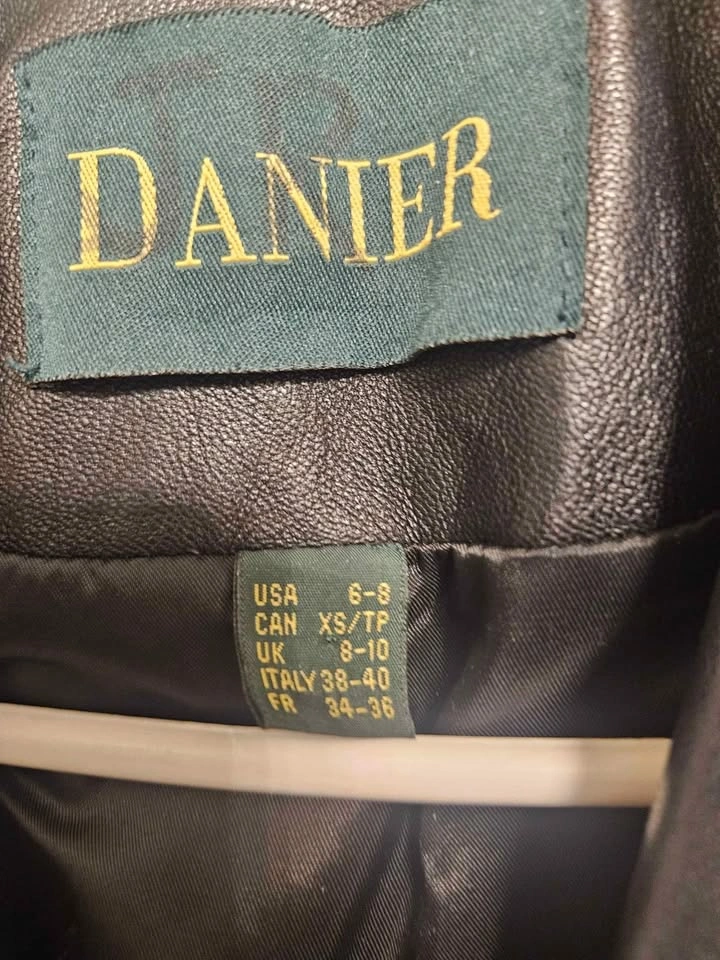 DANIER
USA 6-8
CAN XS/TP
UK 8-10
ITALY 38-40
FR 34-36